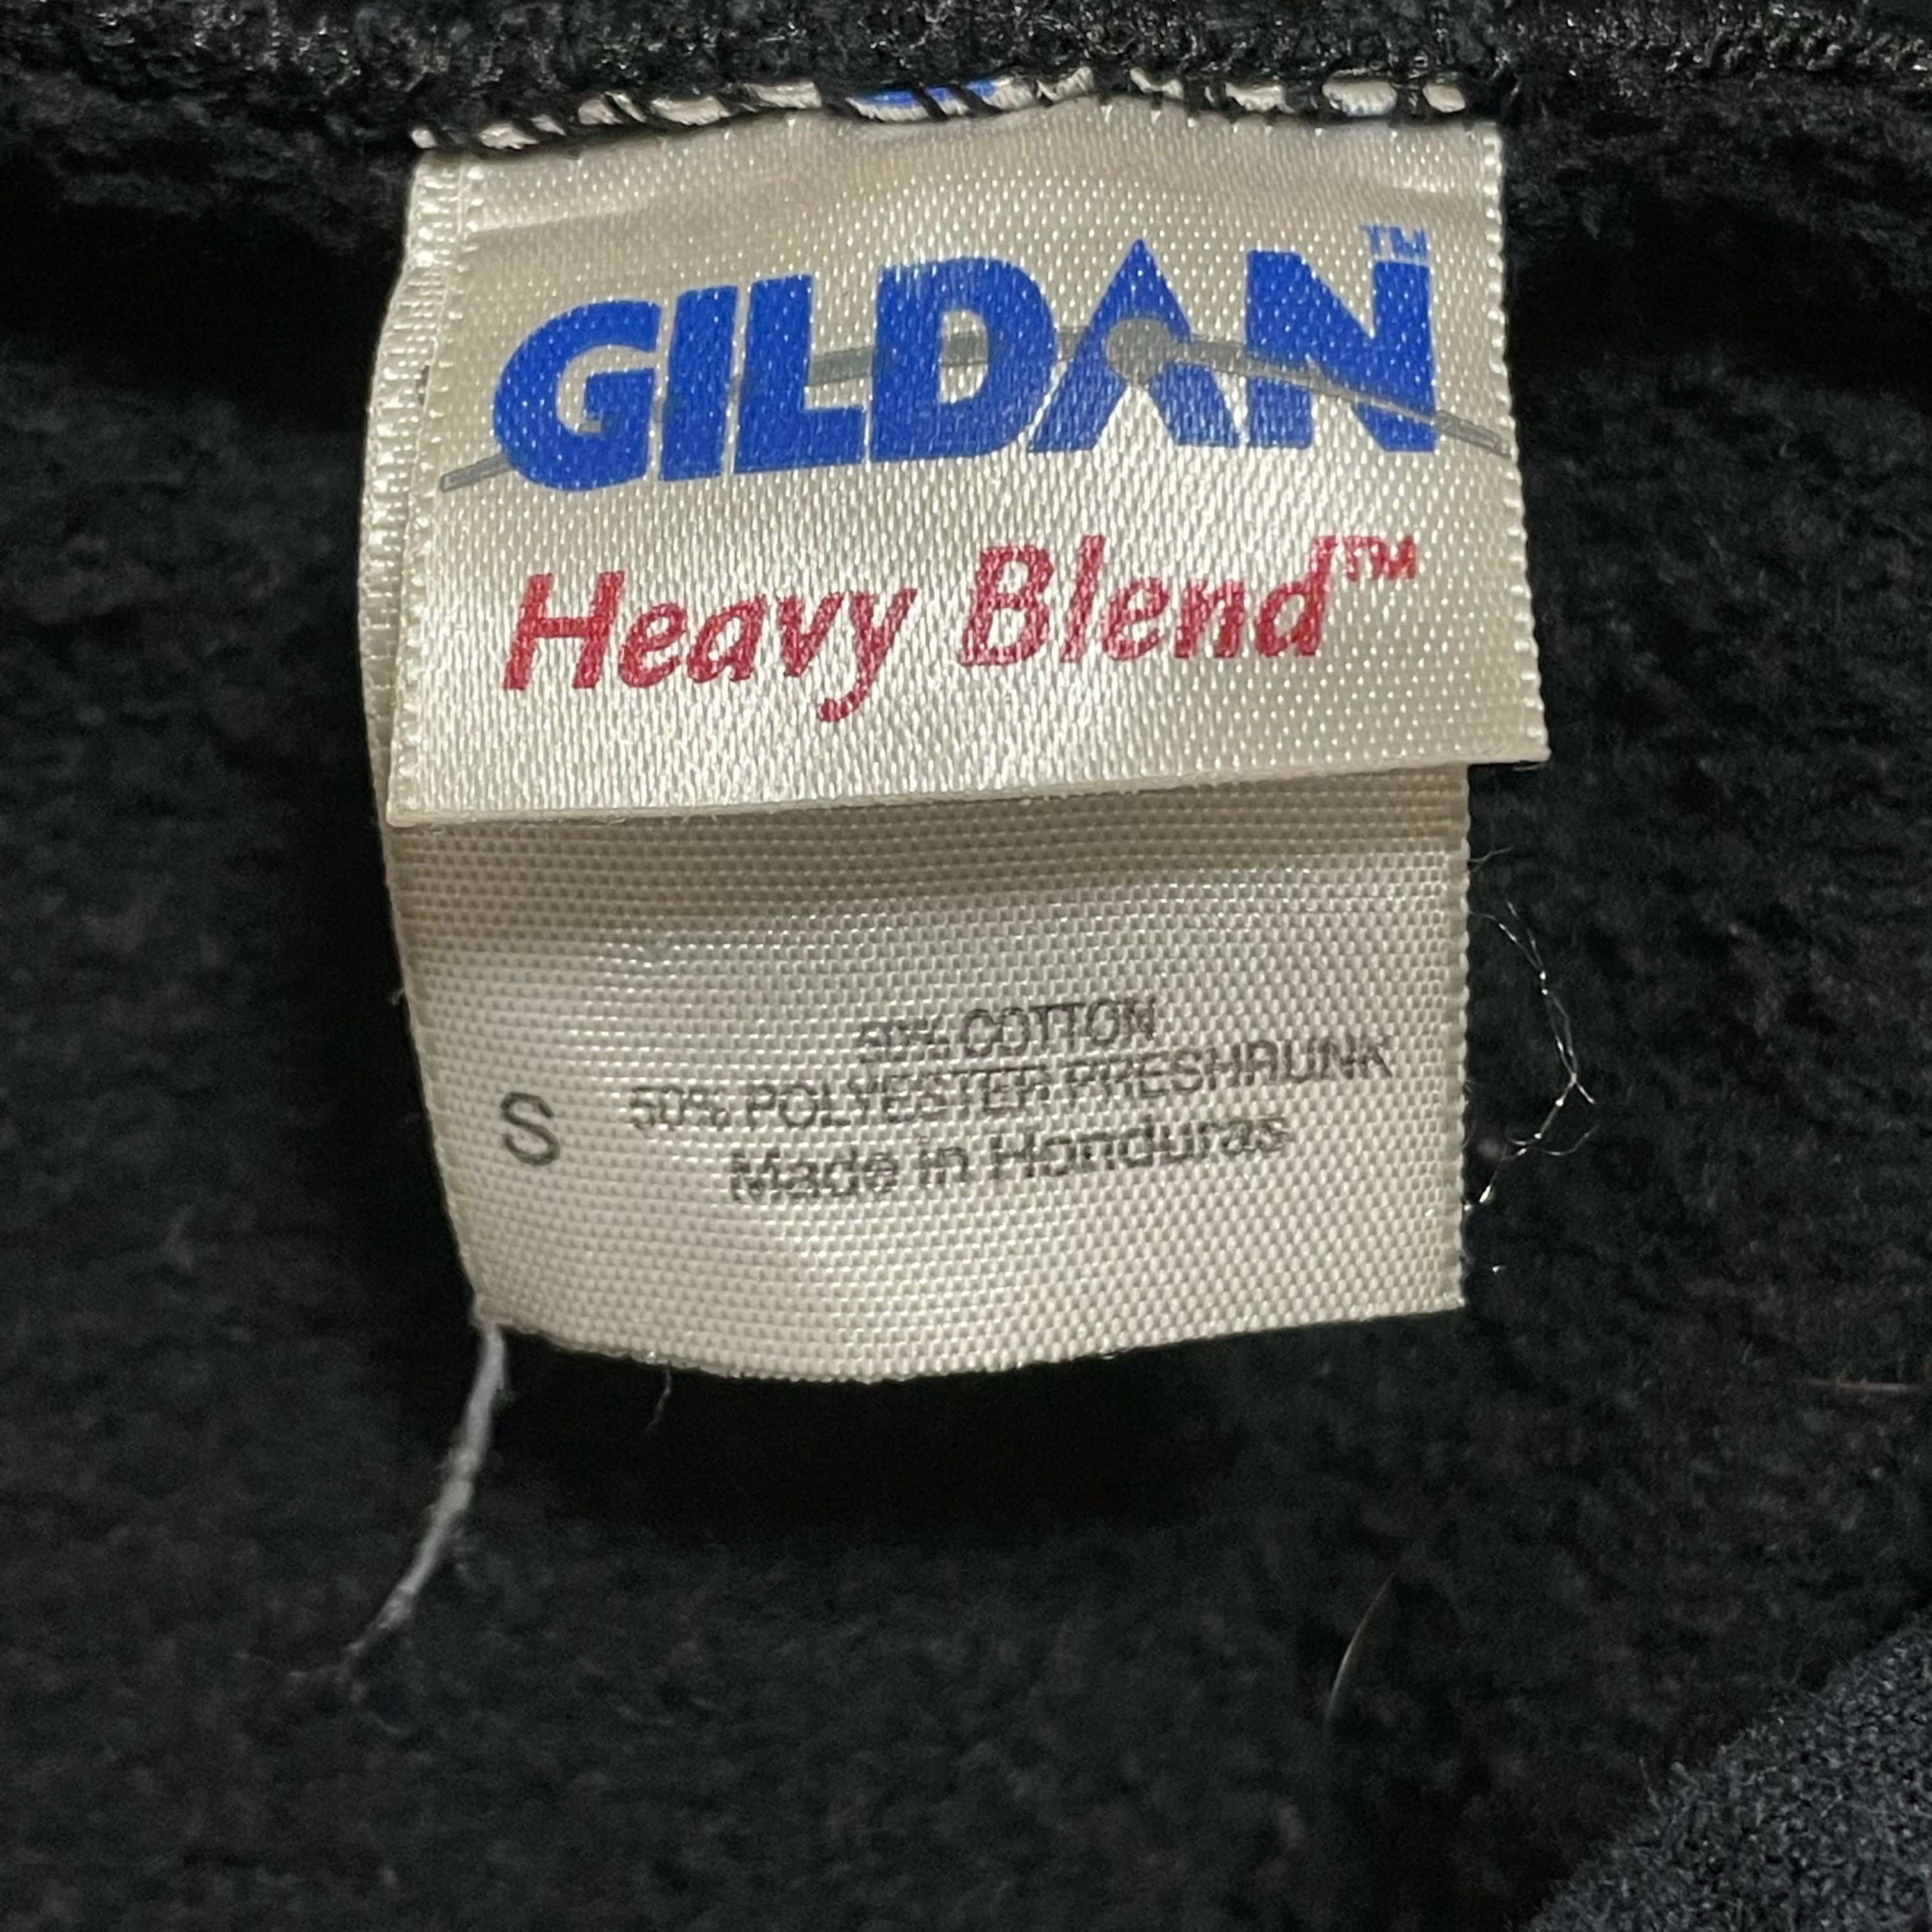 GILDAN™
Heavy Blend™
50% COTTON
50% POLYESTER PRESHRUNK
S
Made in Honduras